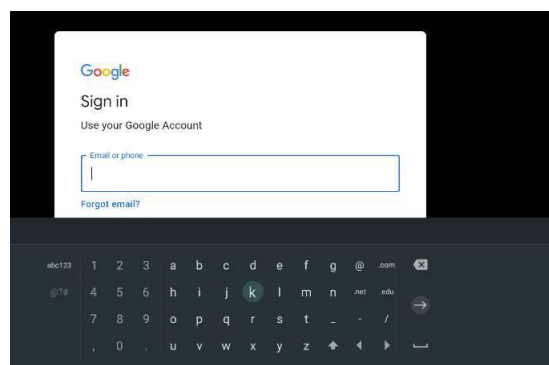 Google
Sign in
Use your Google Account
Email or phone
Forgot email?
abc123 1 2 3 a b c d e f g @ .com
@?# 4 5 6 h i j k l m n .net .edu
7 8 9 o p q r s t _ - /
, 0 . u v w x y z